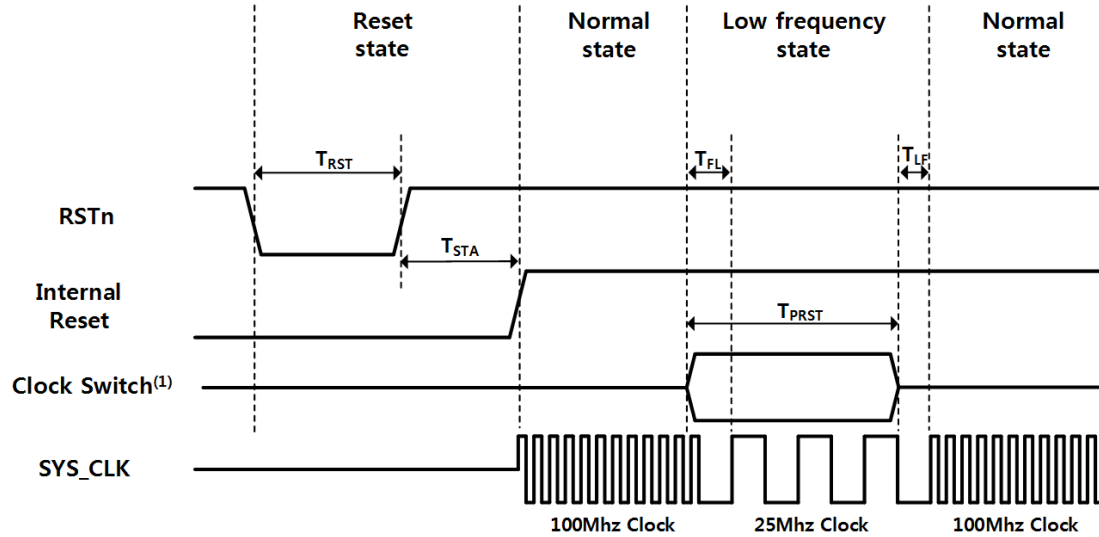 Reset
state
Normal
state
Low frequency
state
Normal
state
TRST
TFL
TLF
RSTn
TSTA
Internal
Reset
TPRST
Clock Switch(1)
SYS_CLK
100Mhz Clock
25Mhz Clock
100Mhz Clock